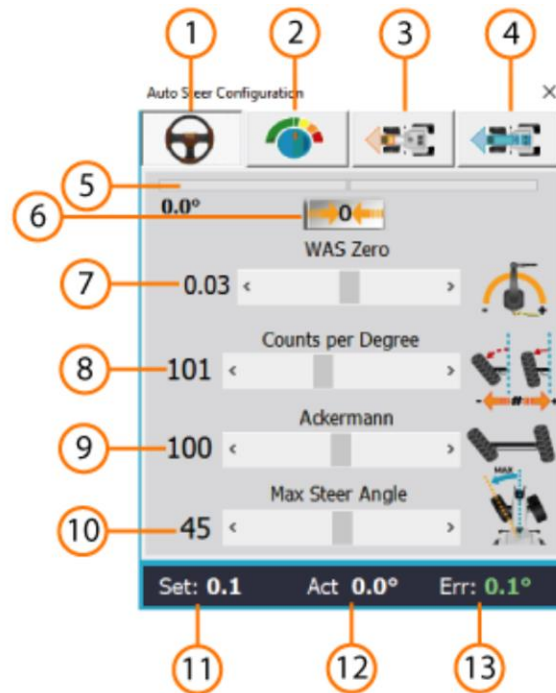 1 2 3 4
Auto Steer Configuration ×
5
0.0°
6 0
WAS Zero
7 0.03 < >
- +
Counts per Degree
8 101 < >
- +
Ackermann
9 100 < >
Max Steer Angle
MAX
10 45 < >
Set: 0.1 Act 0.0° Err: 0.1°
11 12 13